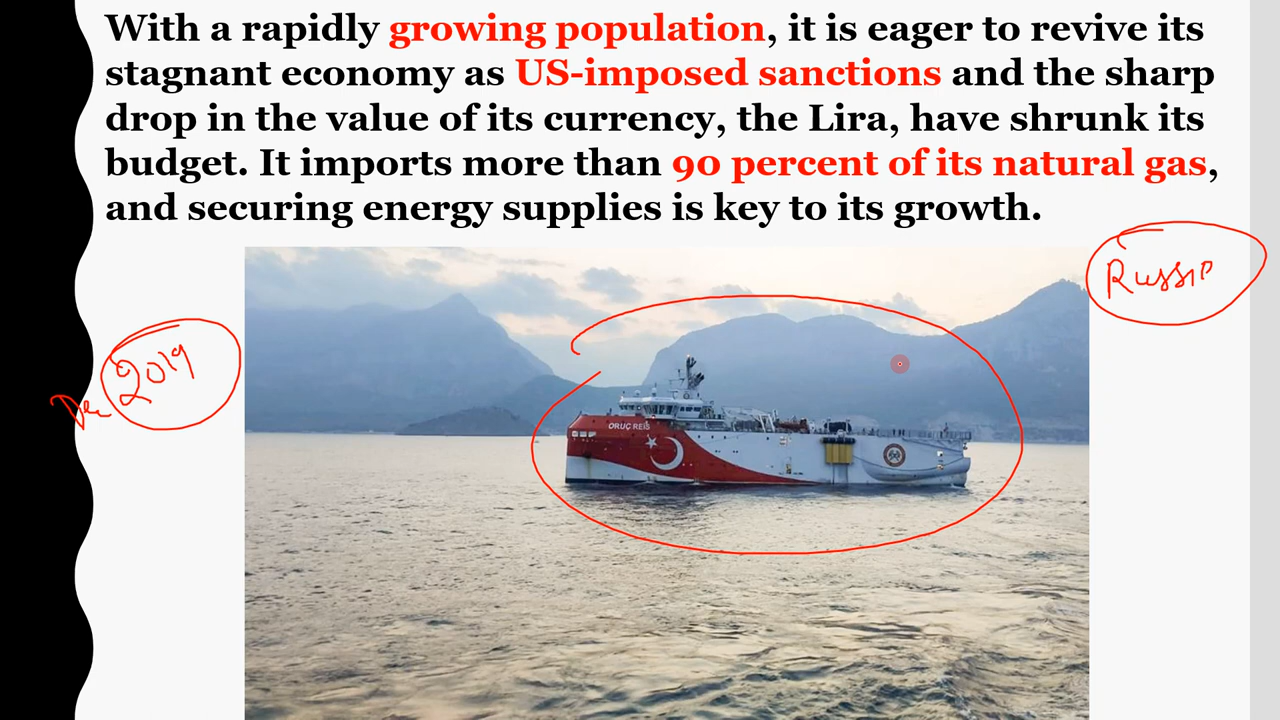 With a rapidly growing population, it is eager to revive its
stagnant economy as US-imposed sanctions and the sharp
drop in the value of its currency, the Lira, have shrunk its
budget. It imports more than 90 percent of its natural gas,
and securing energy supplies is key to its growth.
Russia
Dec 2019
ORUÇ REİS